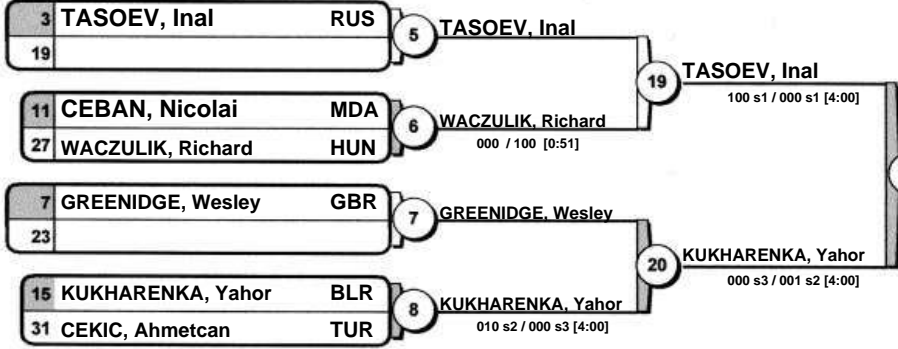 3 TASOEV, Inal RUS
19
5
TASOEV, Inal
11 CEBAN, Nicolai MDA
27 WACZULIK, Richard HUN
6
WACZULIK, Richard
000 / 100 [0:51]
19
TASOEV, Inal
100 s1 / 000 s1 [4:00]
7 GREENIDGE, Wesley GBR
23
7
GREENIDGE, Wesley
15 KUKHARENKA, Yahor BLR
31 CEKIC, Ahmetcan TUR
8
KUKHARENKA, Yahor
010 s2 / 000 s3 [4:00]
20
KUKHARENKA, Yahor
000 s3 / 001 s2 [4:00]